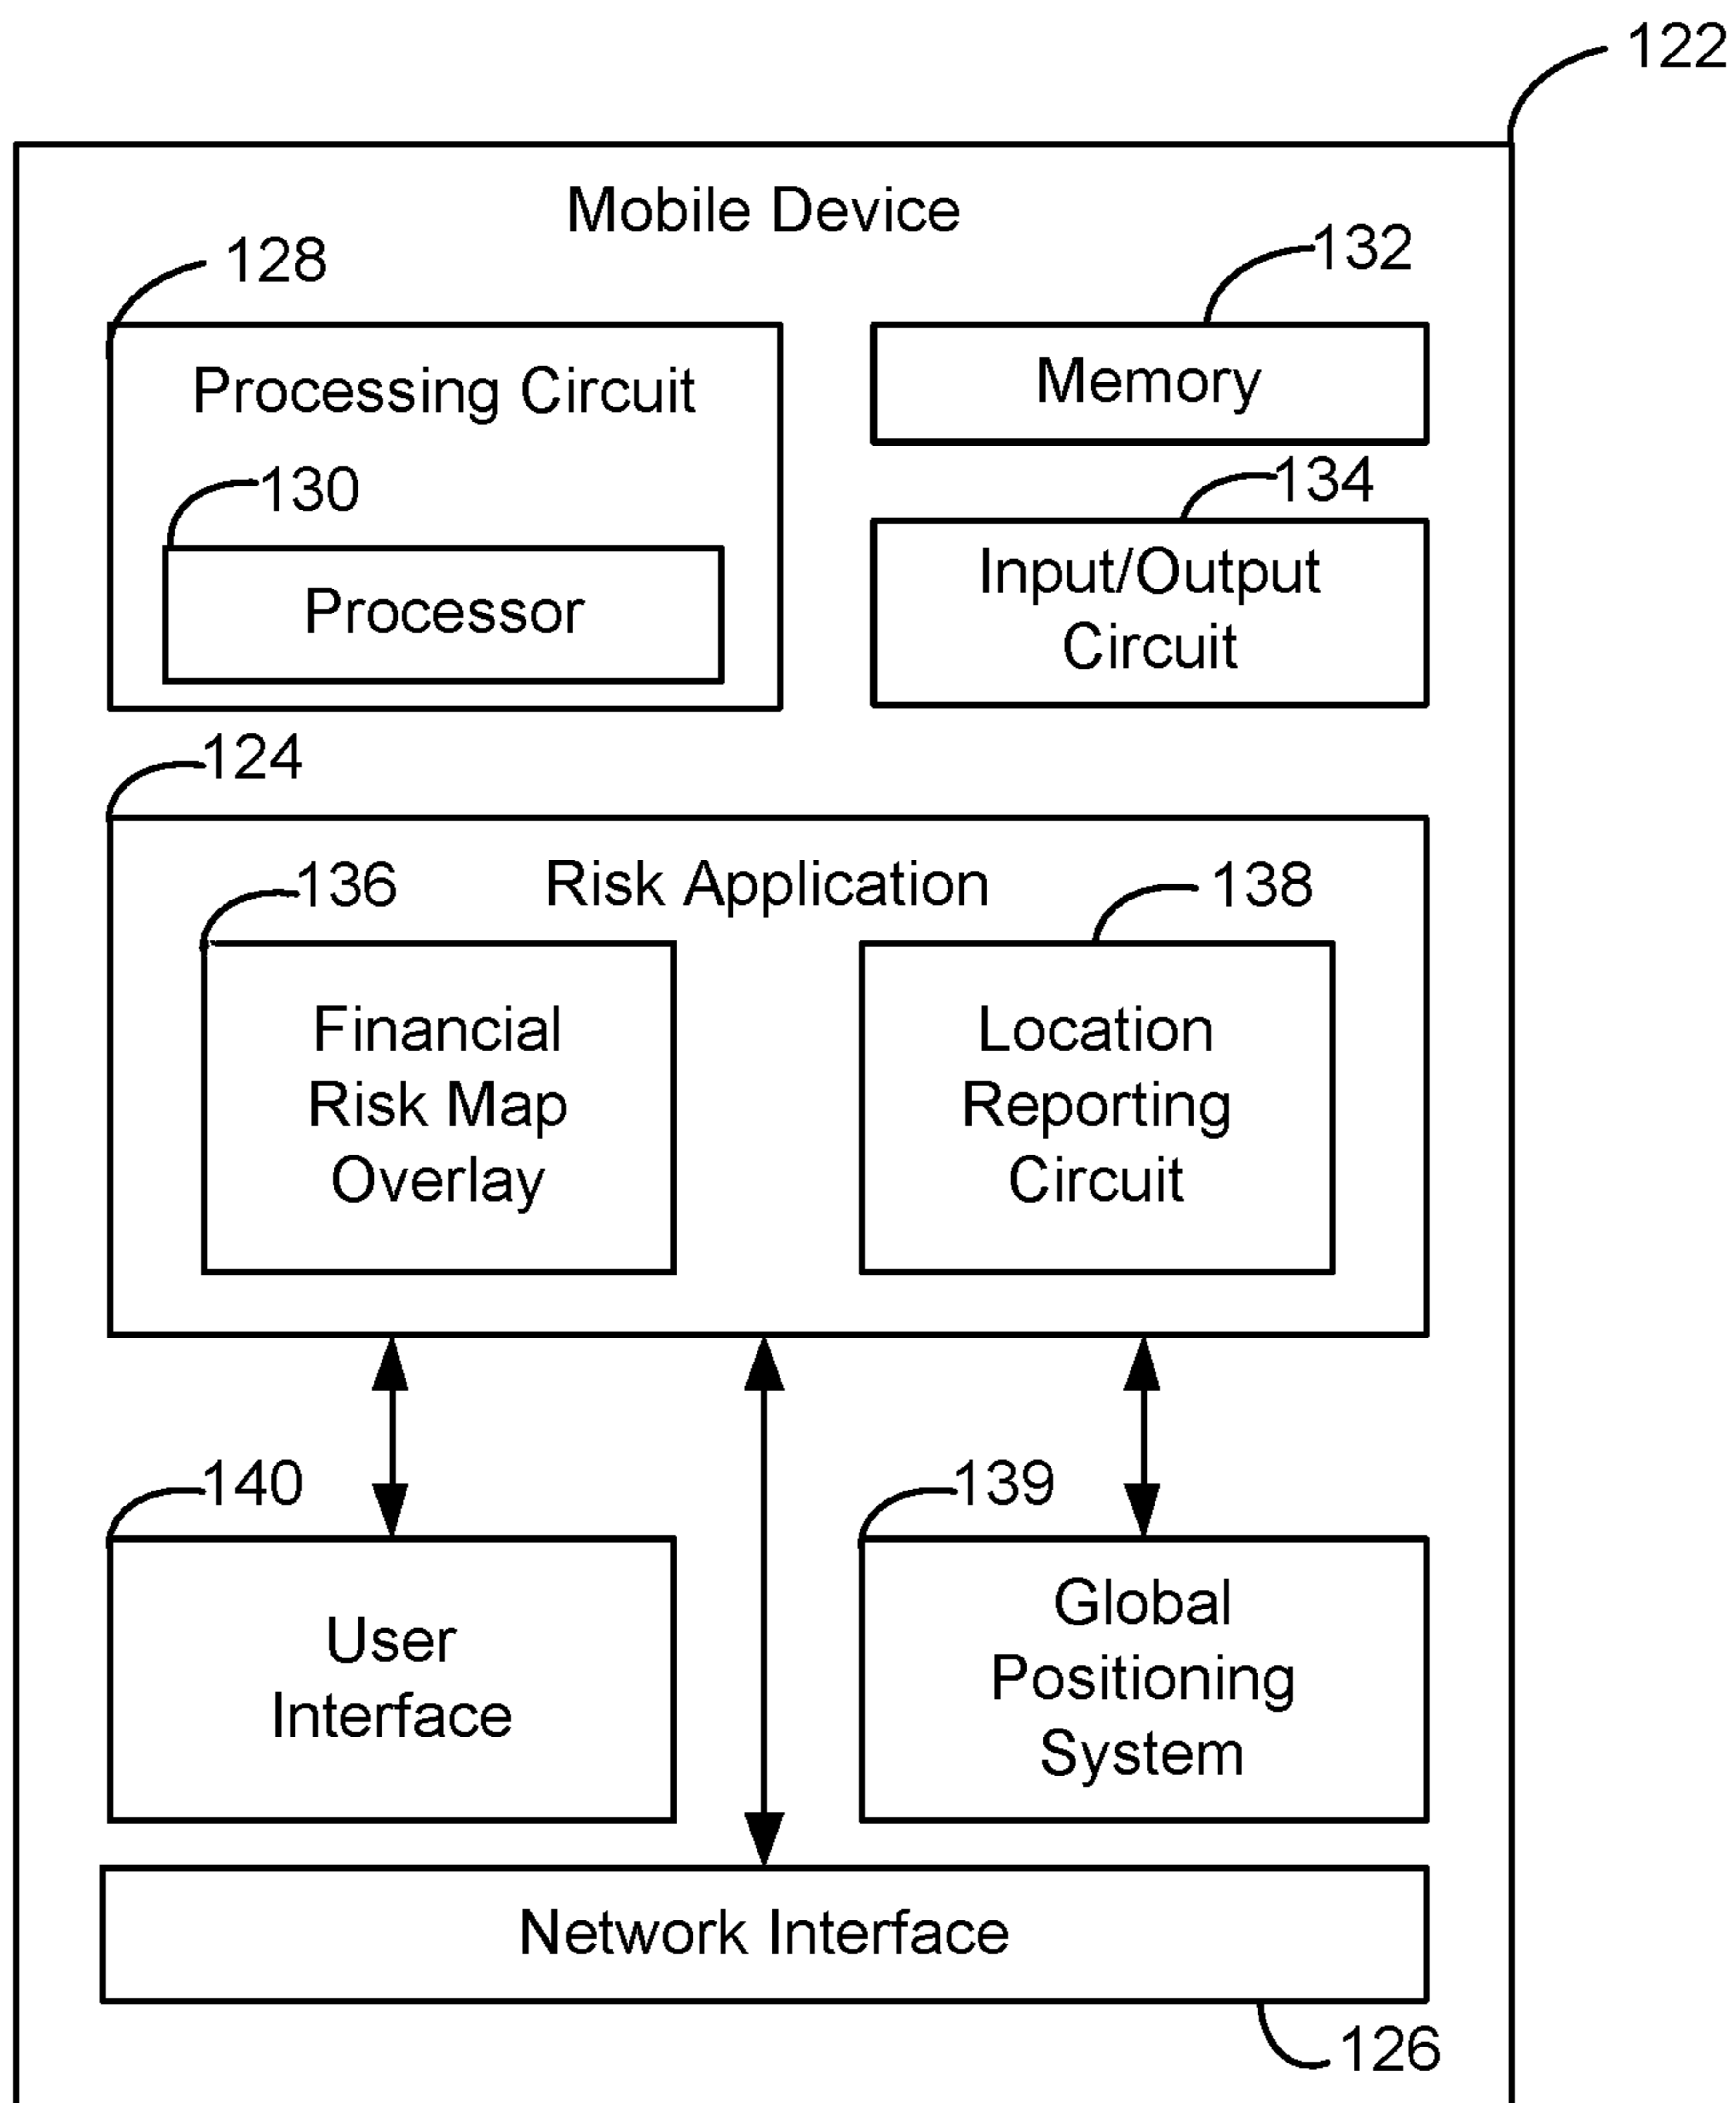 122
Mobile Device
128
132
Processing Circuit
Memory
130
134
Processor
Input/Output
Circuit
124
136
Risk Application
138
Financial
Risk Map
Overlay
Location
Reporting
Circuit
140
139
User
Interface
Global
Positioning
System
Network Interface
126